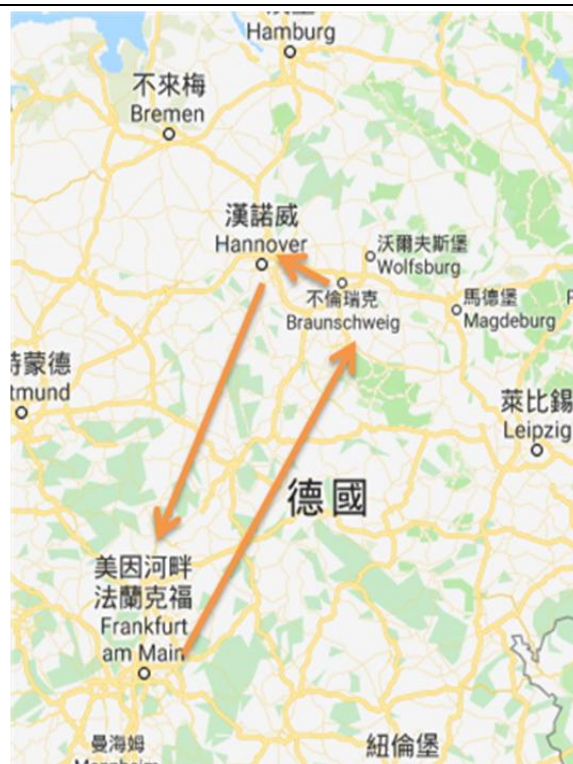 Hamburg
不來梅
Bremen
漢諾威
Hannover
沃爾夫斯堡
Wolfsburg
不倫瑞克
Braunschweig
馬德堡
Magdeburg
特蒙德
tmund
萊比錫
Leipzig
德國
美因河畔
法蘭克福
Frankfurt
am Main
曼海姆
紐倫堡